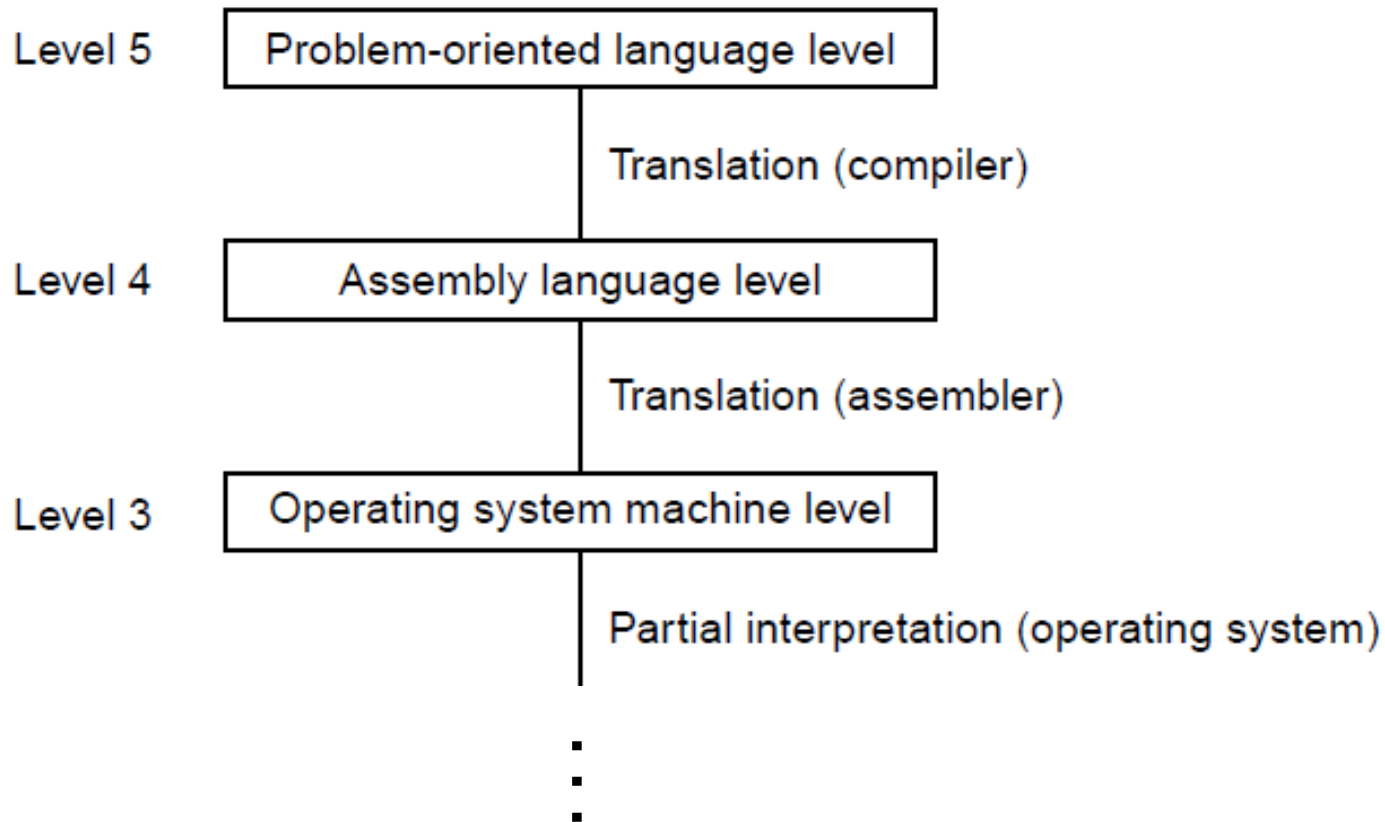 Level 5
Problem-oriented language level
Translation (compiler)
Level 4
Assembly language level
Translation (assembler)
Level 3
Operating system machine level
Partial interpretation (operating system)